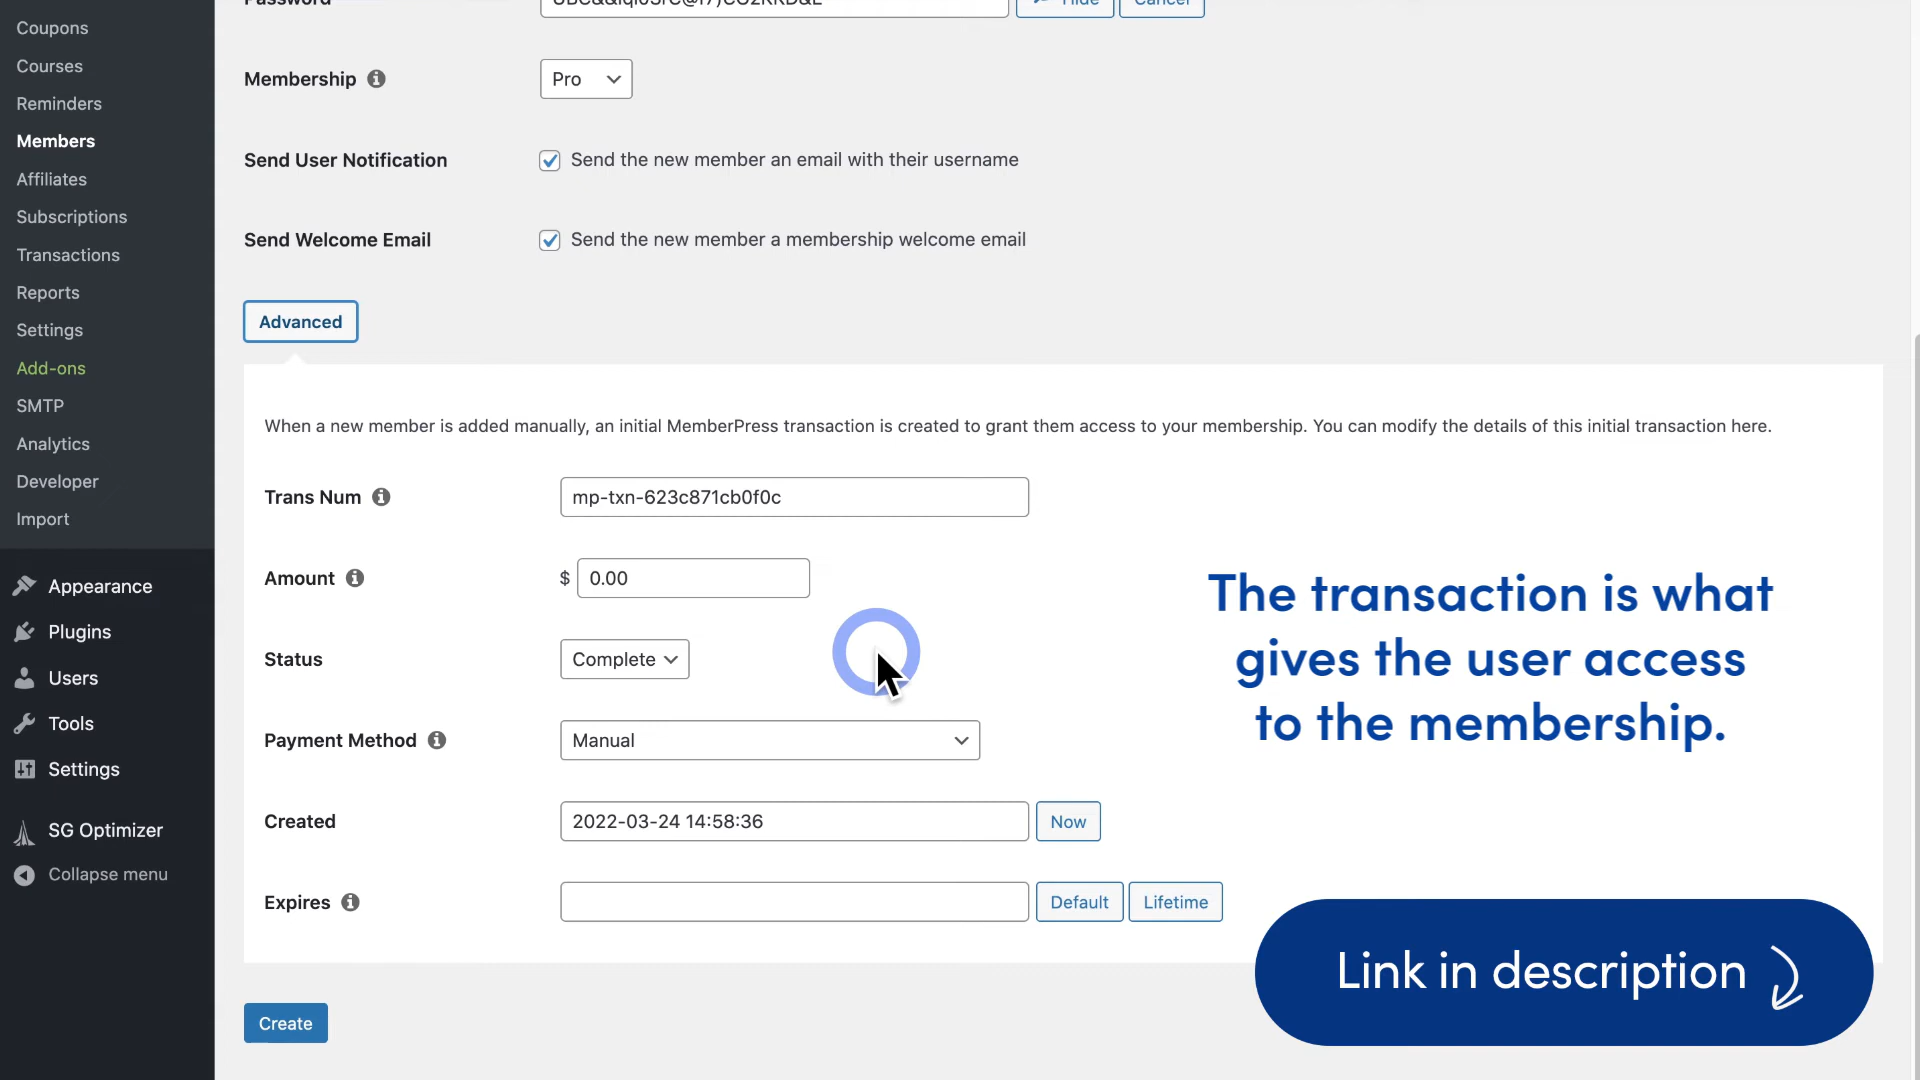 Coupons
Courses
Reminders
Members
Affiliates
Subscriptions
Transactions
Reports
Settings
Add-ons
SMTP
Analytics
Developer
Import
Appearance
Plugins
Users
Tools
Settings
SG Optimizer
Collapse menu
Password
Hide Cancel
Membership Pro
Send User Notification Send the new member an email with their username
Send Welcome Email Send the new member a membership welcome email
Advanced
When a new member is added manually, an initial MemberPress transaction is created to grant them access to your membership. You can modify the details of this initial transaction here.
Trans Num mp-txn-623c871cb0f0c
Amount $ 0.00
Status Complete
Payment Method Manual
Created 2022-03-24 14:58:36 Now
Expires Default Lifetime
Create
The transaction is what
gives the user access
to the membership.
Link in description